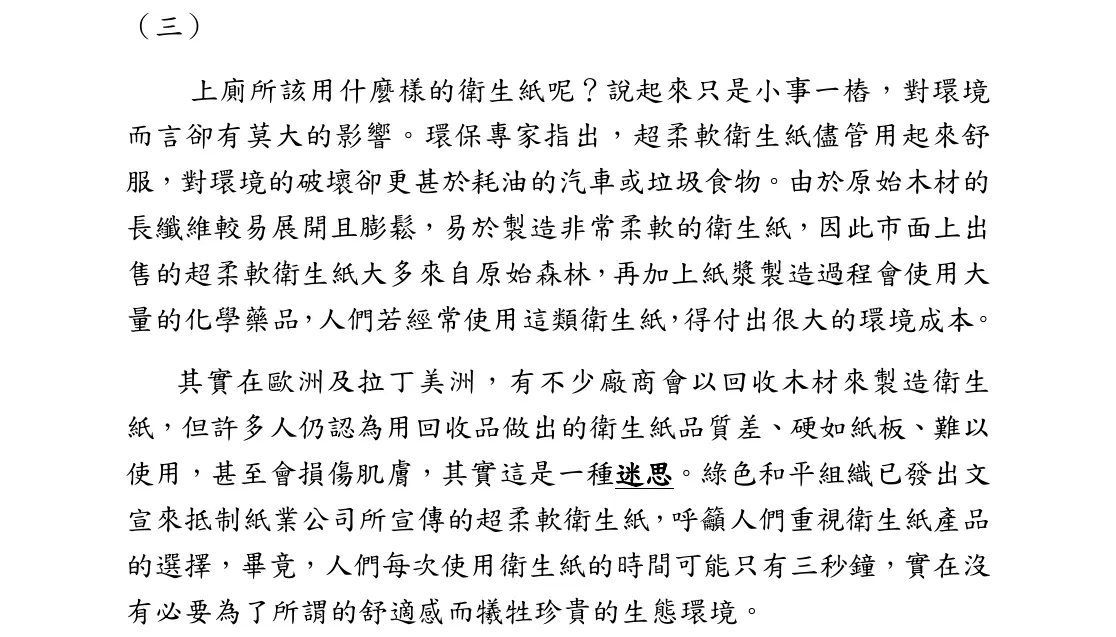 （三）
上廁所該用什麼樣的衛生紙呢？說起來只是小事一樁，對環境
而言卻有莫大的影響。環保專家指出，超柔軟衛生紙儘管用起來舒
服，對環境的破壞卻更甚於耗油的汽車或垃圾食物。由於原始木材的
長纖維較易展開且膨鬆，易於製造非常柔軟的衛生紙，因此市面上出
售的超柔軟衛生紙大多來自原始森林，再加上紙漿製造過程會使用大
量的化學藥品，人們若經常使用這類衛生紙，得付出很大的環境成本。
其實在歐洲及拉丁美洲，有不少廠商會以回收木材來製造衛生
紙，但許多人仍認為用回收品做出的衛生紙品質差、硬如紙板、難以
使用，甚至會損傷肌膚，其實這是一種迷思。綠色和平組織已發出文
宣來抵制紙業公司所宣傳的超柔軟衛生紙，呼籲人們重視衛生紙產品
的選擇，畢竟，人們每次使用衛生紙的時間可能只有三秒鐘，實在沒
有必要為了所謂的舒適感而犧牲珍貴的生態環境。